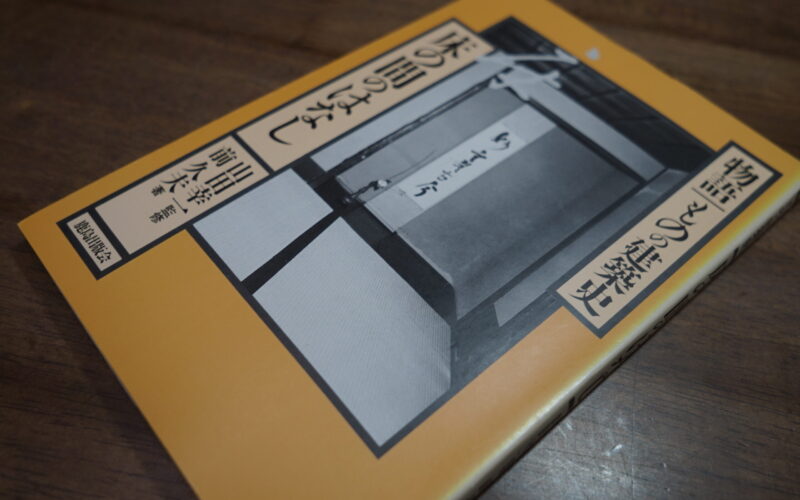 物語 ものの建築史
床の間のはなし
山田幸一 監修
前 久夫 著
鹿島出版会